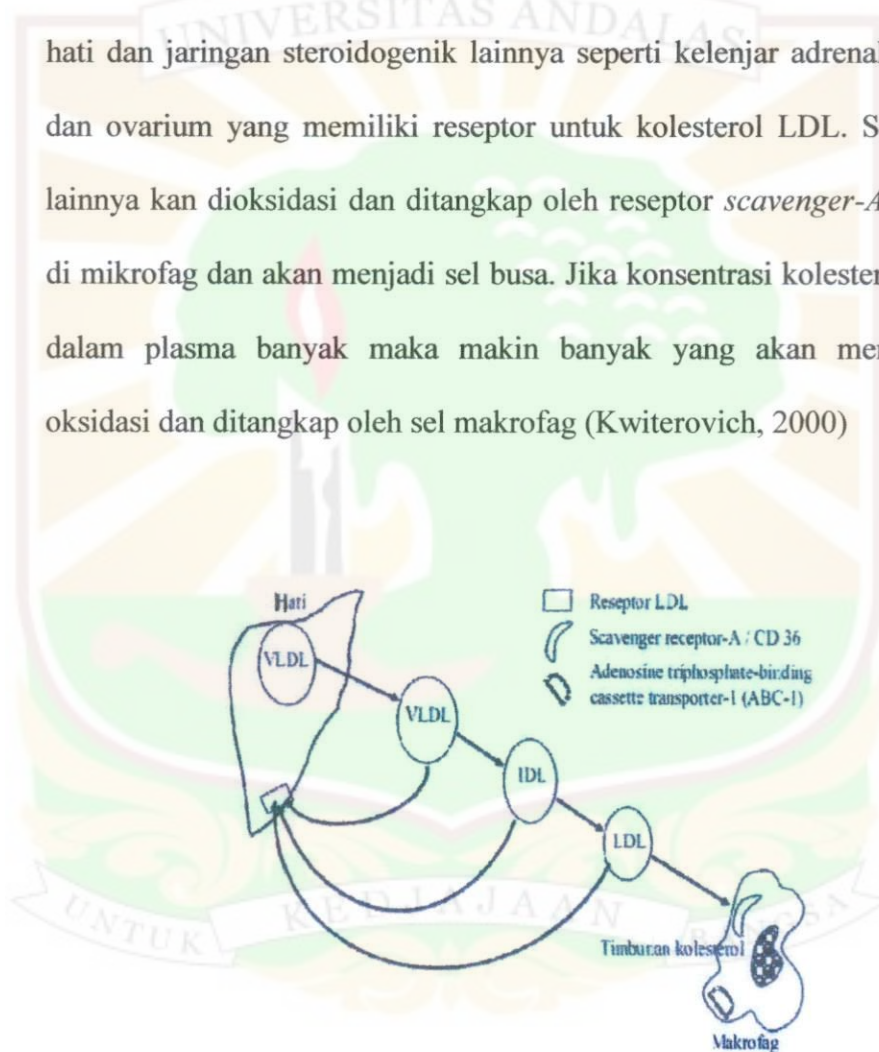 UNIVERSITAS ANDALAS
hati dan jaringan steroidogenik lainnya seperti kelenjar adrenal
dan ovarium yang memiliki reseptor untuk kolesterol LDL. S
lainnya kan dioksidasi dan ditangkap oleh reseptor scavenger-A
di mikrofag dan akan menjadi sel busa. Jika konsentrasi kolester
dalam plasma banyak maka makin banyak yang akan me
oksidasi dan ditangkap oleh sel makrofag (Kwiterovich, 2000)
Hati
Reseptor LDL
Scavenger receptor-A / CD 36
Adenosine triphosphate-binding
cassette transporter-1 (ABC-1)
VLDL
VLDL
IDL
LDL
Timbunan kolesterol
Makrofag
UNTUK KEDJAJAAN BANGSA